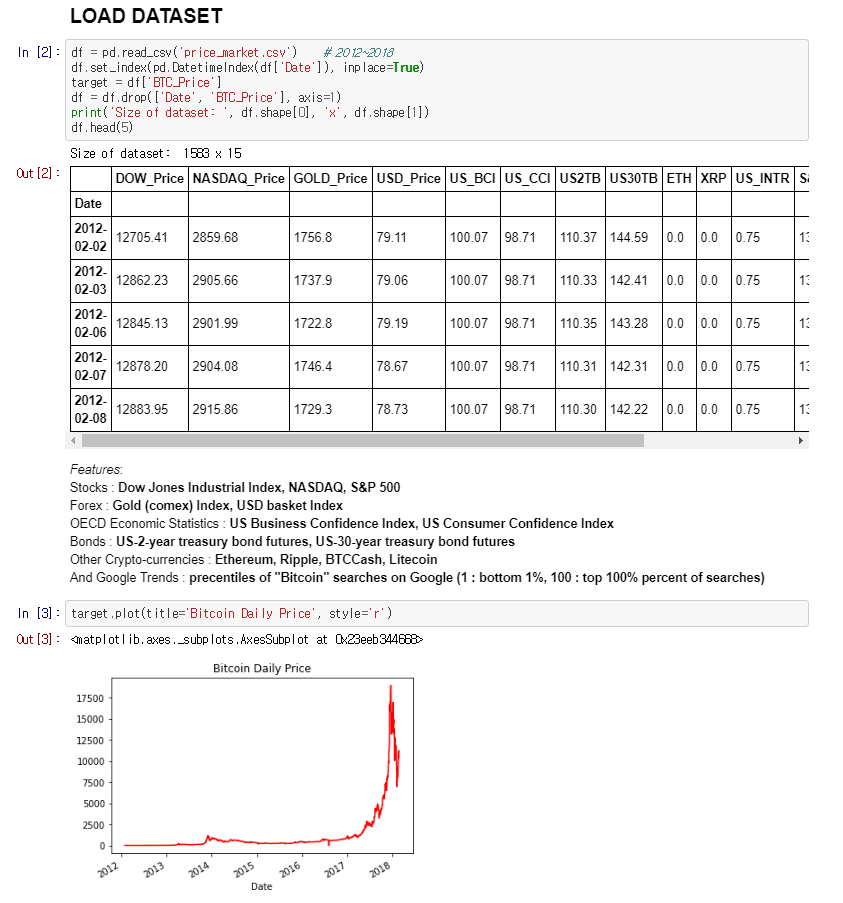 LOAD DATASET
In [2]: df = pd.read_csv('price_market.csv') # 2012~2018
df.set_index(pd.DatetimeIndex(df['Date']), inplace=True)
target = df['BTC_Price']
df = df.drop(['Date', 'BTC_Price'], axis=1)
print('Size of dataset: ', df.shape[0], 'x', df.shape[1])
df.head(5)
Size of dataset:  1583 x 15
Out[2]: DOW_Price NASDAQ_Price GOLD_Price USD_Price US_BCI US_CCI US2TB US30TB ETH XRP US_INTR
Date
2012-
02-02 12705.41 2859.68 1756.8 79.11 100.07 98.71 110.37 144.59 0.0 0.0 0.75
2012-
02-03 12862.23 2905.66 1737.9 79.06 100.07 98.71 110.33 142.41 0.0 0.0 0.75
2012-
02-06 12845.13 2901.99 1722.8 79.19 100.07 98.71 110.35 143.28 0.0 0.0 0.75
2012-
02-07 12878.20 2904.08 1746.4 78.67 100.07 98.71 110.31 142.31 0.0 0.0 0.75
2012-
02-08 12883.95 2915.86 1729.3 78.73 100.07 98.71 110.30 142.22 0.0 0.0 0.75
Features:
Stocks : Dow Jones Industrial Index, NASDAQ, S&P 500
Forex : Gold (comex) Index, USD basket Index
OECD Economic Statistics : US Business Confidence Index, US Consumer Confidence Index
Bonds : US-2-year treasury bond futures, US-30-year treasury bond futures
Other Crypto-currencies : Ethereum, Ripple, BTCCash, Litecoin
And Google Trends : precentiles of "Bitcoin" searches on Google (1 : bottom 1%, 100 : top 100% percent of searches)
In [3]: target.plot(title='Bitcoin Daily Price', style='r')
Out[3]: <matplotlib.axes._subplots.AxesSubplot at 0x23eeb344668>
Bitcoin Daily Price
17500
15000
12500
10000
7500
5000
2500
0
2012 2013 2014 2015 2016 2017 2018
Date